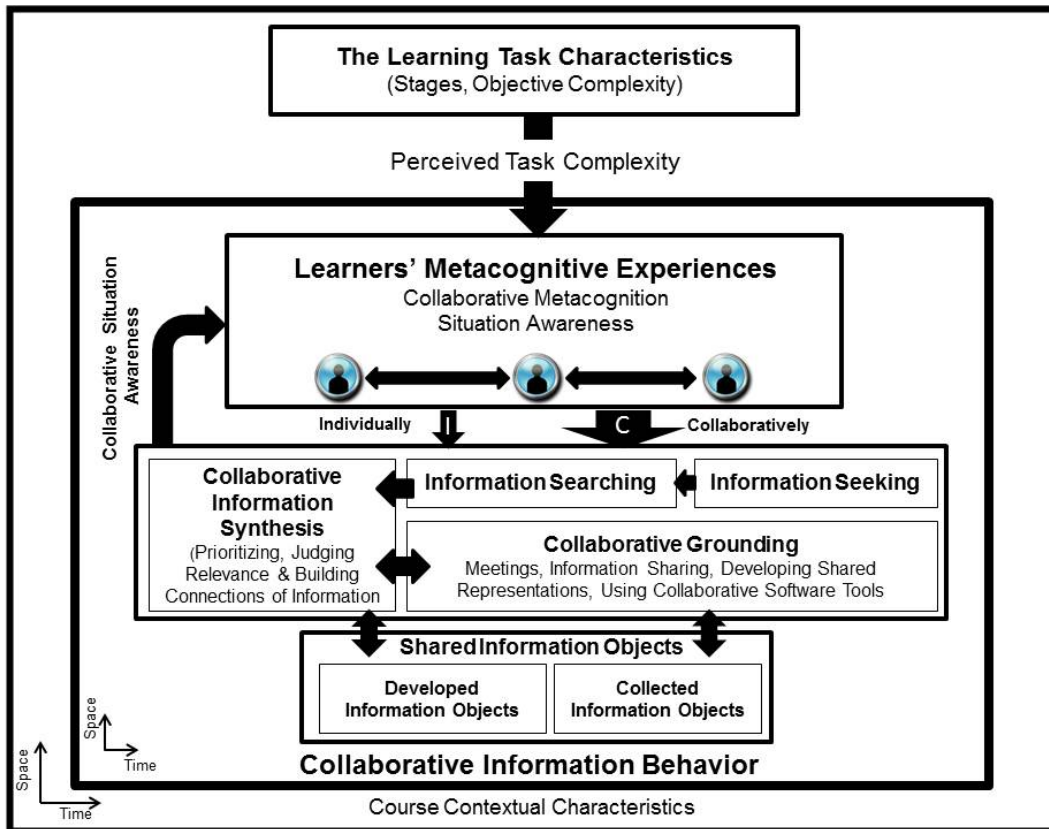 The Learning Task Characteristics
(Stages, Objective Complexity)
Perceived Task Complexity
Learners’ Metacognitive Experiences
Collaborative Metacognition
Situation Awareness
Collaborative Situation
Awareness
Individually
I
C
Collaboratively
Collaborative
Information
Synthesis
(Prioritizing, Judging
Relevance & Building
Connections of Information
Information Searching
Information Seeking
Collaborative Grounding
Meetings, Information Sharing, Developing Shared
Representations, Using Collaborative Software Tools
Shared Information Objects
Developed
Information Objects
Collected
Information Objects
Space
Time
Collaborative Information Behavior
Space
Time
Course Contextual Characteristics